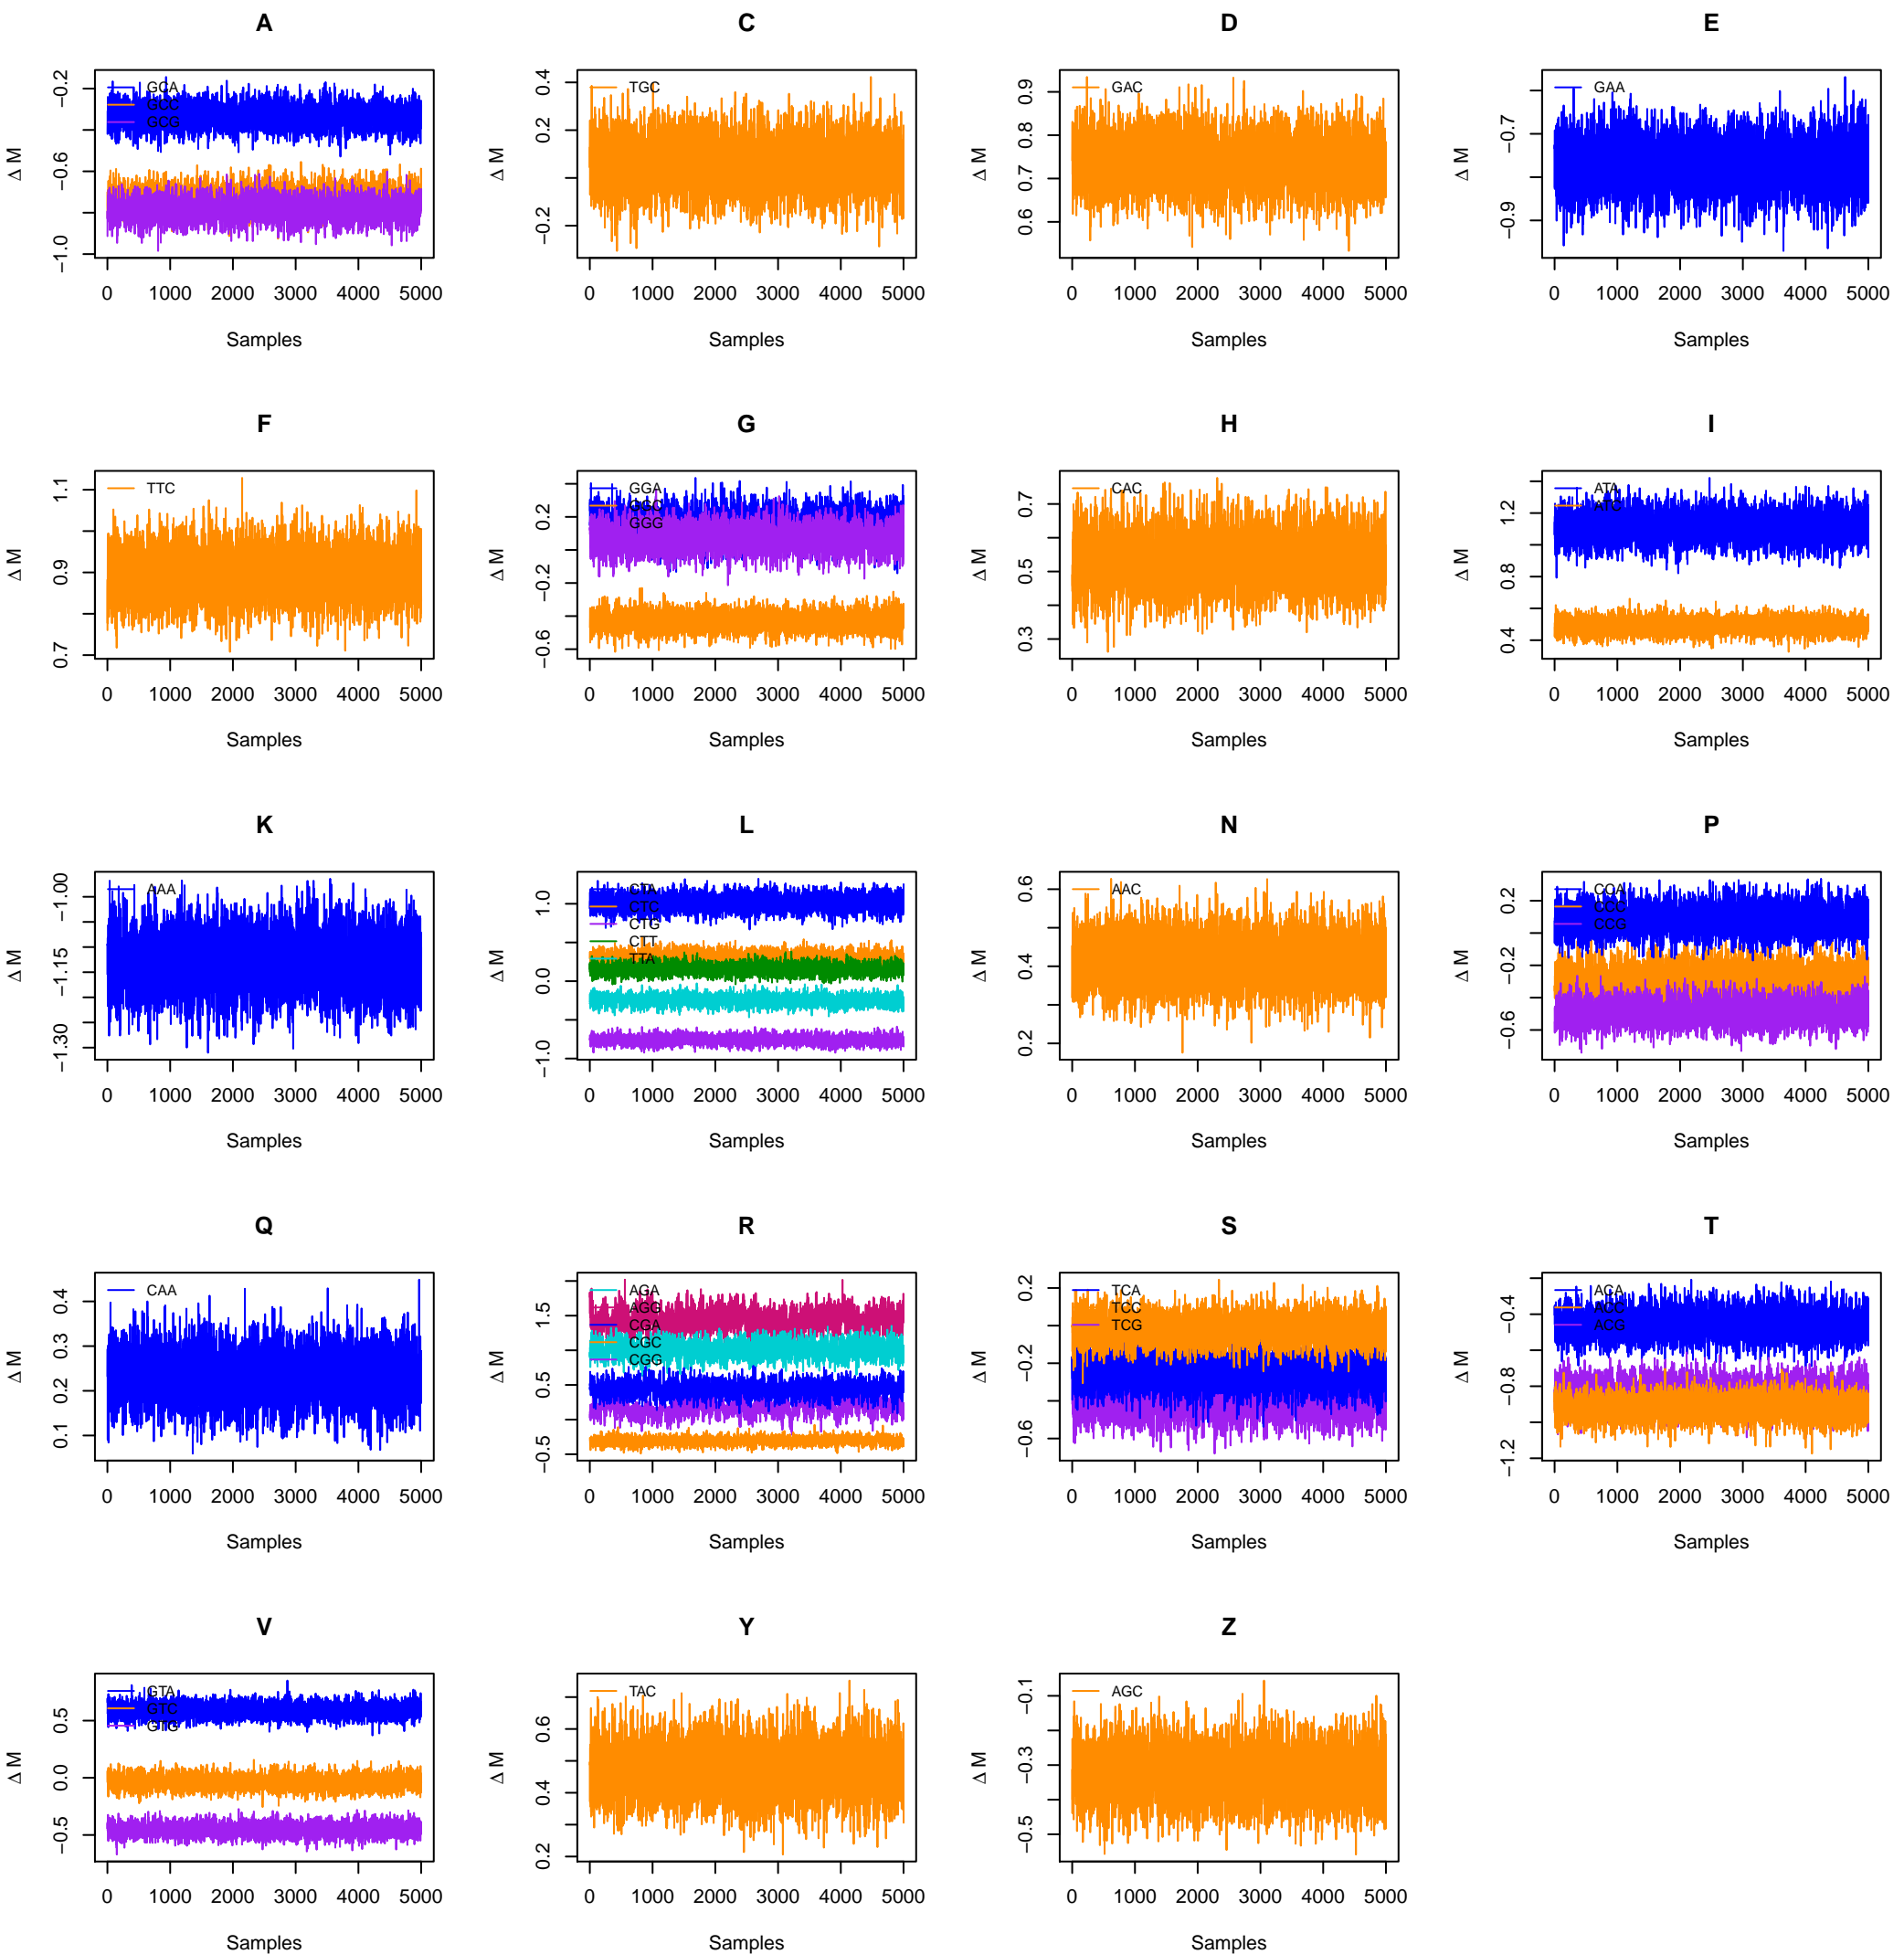 A
C
D
E
ΔM
−0.2
−0.6
−1.0
GCA
GCC
GCG
0 1000 2000 3000 4000 5000
Samples
ΔM
0.4
0.2
−0.2
TGC
0 1000 2000 3000 4000 5000
Samples
ΔM
0.9
0.8
0.7
0.6
GAC
0 1000 2000 3000 4000 5000
Samples
ΔM
−0.7
−0.9
GAA
0 1000 2000 3000 4000 5000
Samples
F
G
H
I
ΔM
1.1
0.9
0.7
TTC
0 1000 2000 3000 4000 5000
Samples
ΔM
0.2
−0.2
−0.6
GGA
GGC
GGG
0 1000 2000 3000 4000 5000
Samples
ΔM
0.7
0.5
0.3
CAC
0 1000 2000 3000 4000 5000
Samples
ΔM
1.2
0.8
0.4
ATA
ATC
0 1000 2000 3000 4000 5000
Samples
K
L
N
P
ΔM
−1.00
−1.15
−1.30
AAA
0 1000 2000 3000 4000 5000
Samples
ΔM
1.0
0.0
−1.0
CTA
CTC
CTG
CTT
TTA
0 1000 2000 3000 4000 5000
Samples
ΔM
0.6
0.4
0.2
AAC
0 1000 2000 3000 4000 5000
Samples
ΔM
0.2
−0.2
−0.6
CCA
CCC
CCG
0 1000 2000 3000 4000 5000
Samples
Q
R
S
T
ΔM
0.4
0.3
0.2
0.1
CAA
0 1000 2000 3000 4000 5000
Samples
ΔM
1.5
0.5
−0.5
AGA
AGG
CGA
CGC
CGG
0 1000 2000 3000 4000 5000
Samples
ΔM
0.2
−0.2
−0.6
TCA
TCC
TCG
0 1000 2000 3000 4000 5000
Samples
ΔM
−0.4
−0.8
−1.2
ACA
ACC
ACG
0 1000 2000 3000 4000 5000
Samples
V
Y
Z
ΔM
0.5
0.0
−0.5
GTA
GTC
GTG
0 1000 2000 3000 4000 5000
Samples
ΔM
0.6
0.4
0.2
TAC
0 1000 2000 3000 4000 5000
Samples
ΔM
−0.1
−0.3
−0.5
AGC
0 1000 2000 3000 4000 5000
Samples